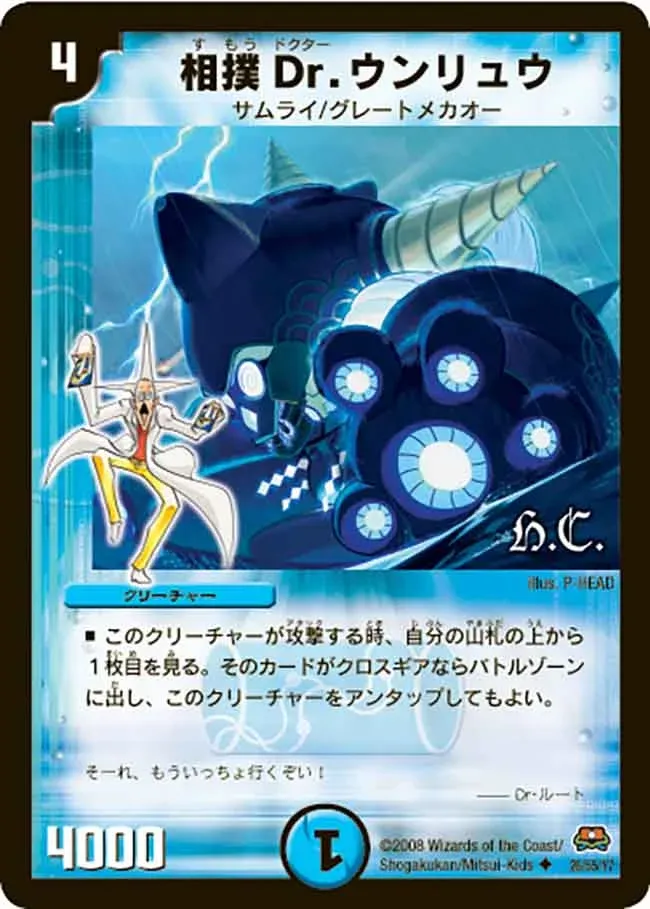 4
すもう ドクター
相撲 Dr.ウンリュウ
サムライ/グレートメカオー
H.C.
illus. P-HEAD
クリーチャー
■ このクリーチャーが攻撃する時、自分の山札の上から
1枚目を見る。そのカードがクロスギアならバトルゾーン
に出し、このクリーチャーをアンタップしてもよい。
そーれ、もういっちょ行くぞい！
—— Dr・ルート
4000
1
©2008 Wizards of the Coast/
Shogakukan/Mitsui-Kids ◆